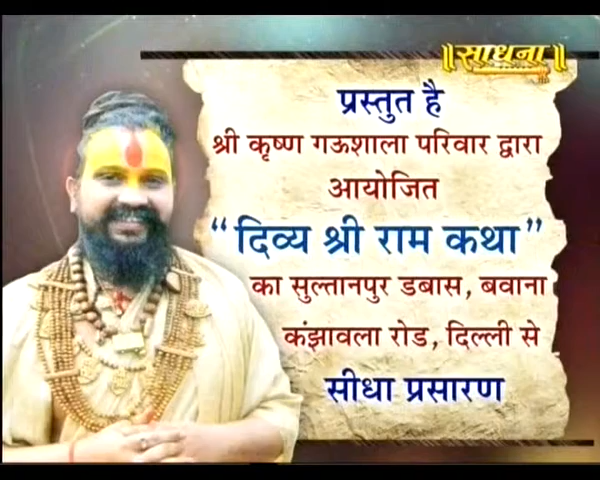 ॥साधना॥
प्रस्तुत है
श्री कृष्ण गऊशाला परिवार द्वारा
आयोजित
“दिव्य श्री राम कथा”
का सुल्तानपुर डबास, बवाना
कंझावला रोड, दिल्ली से
सीधा प्रसारण